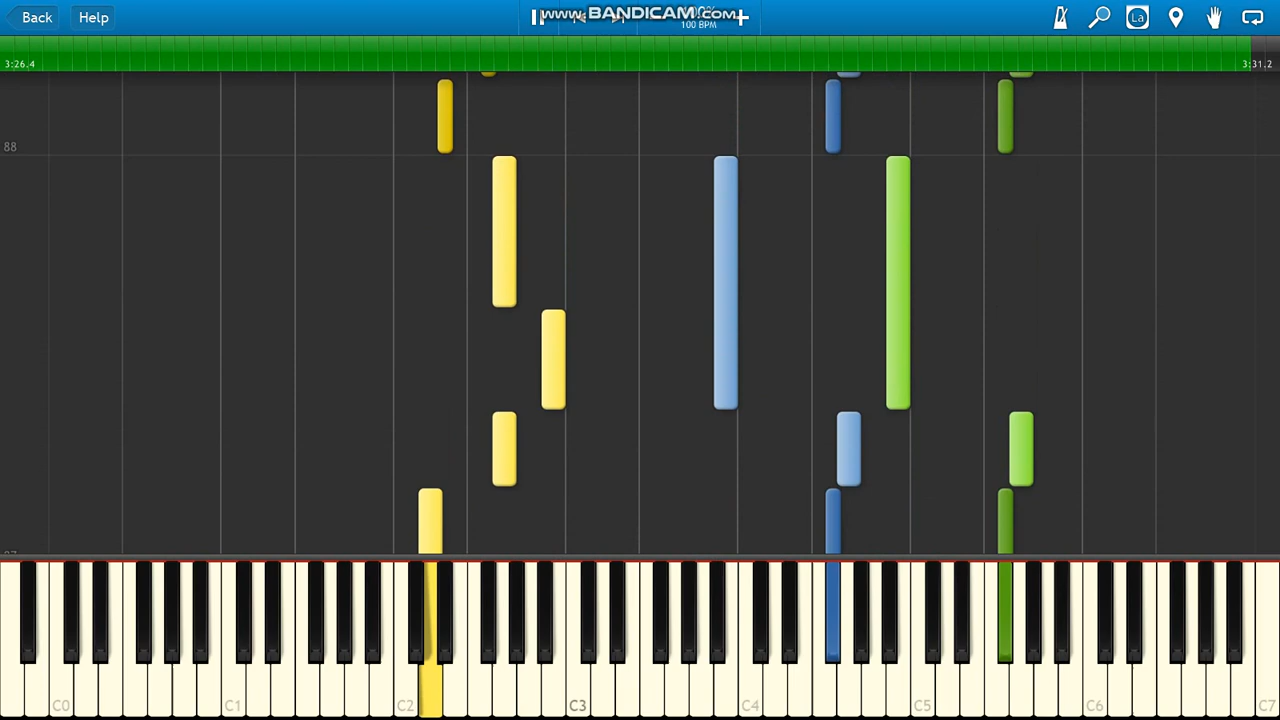 Back Help
www.BANDICAM.com
100 BPM
La
3:26.4 3:31.2
88
C0 C1 C2 C3 C4 C5 C6 C7